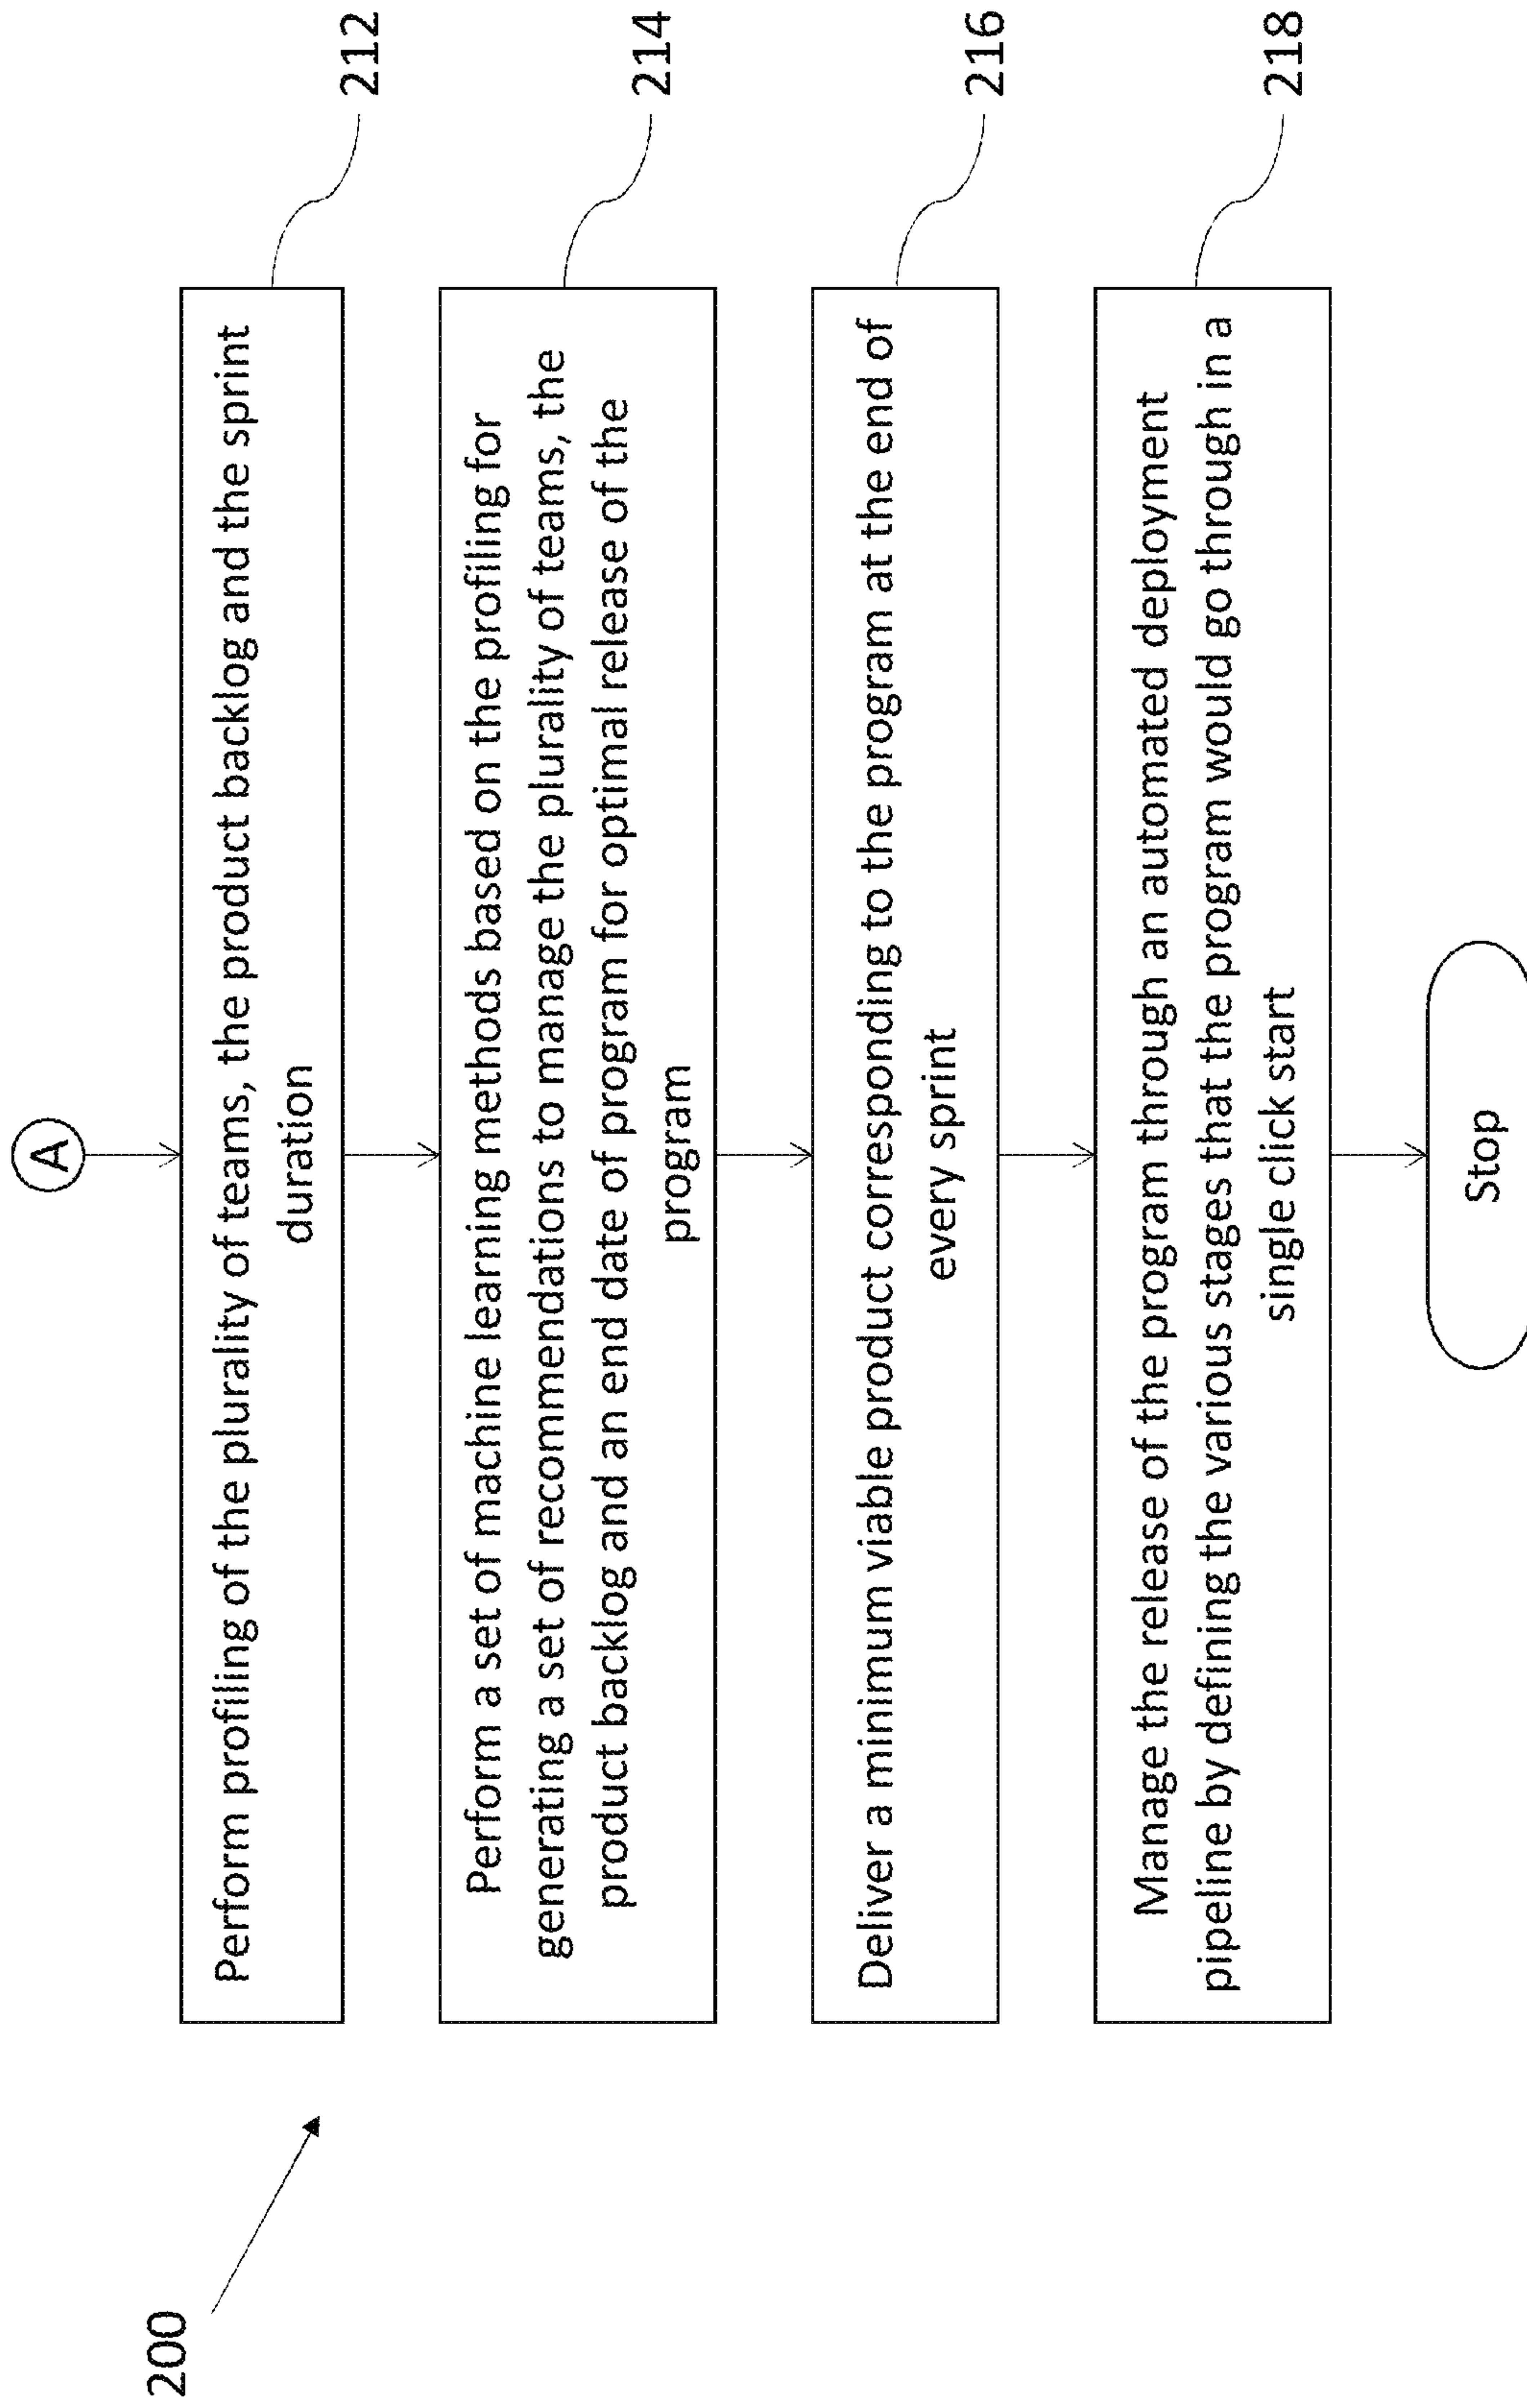 200
A
Perform profiling of the plurality of teams, the product backlog and the sprint
duration
212
Perform a set of machine learning methods based on the profiling for
generating a set of recommendations to manage the plurality of teams, the
product backlog and an end date of program for optimal release of the
program
214
Deliver a minimum viable product corresponding to the program at the end of
every sprint
216
Manage the release of the program through an automated deployment
pipeline by defining the various stages that the program would go through in a
single click start
218
Stop